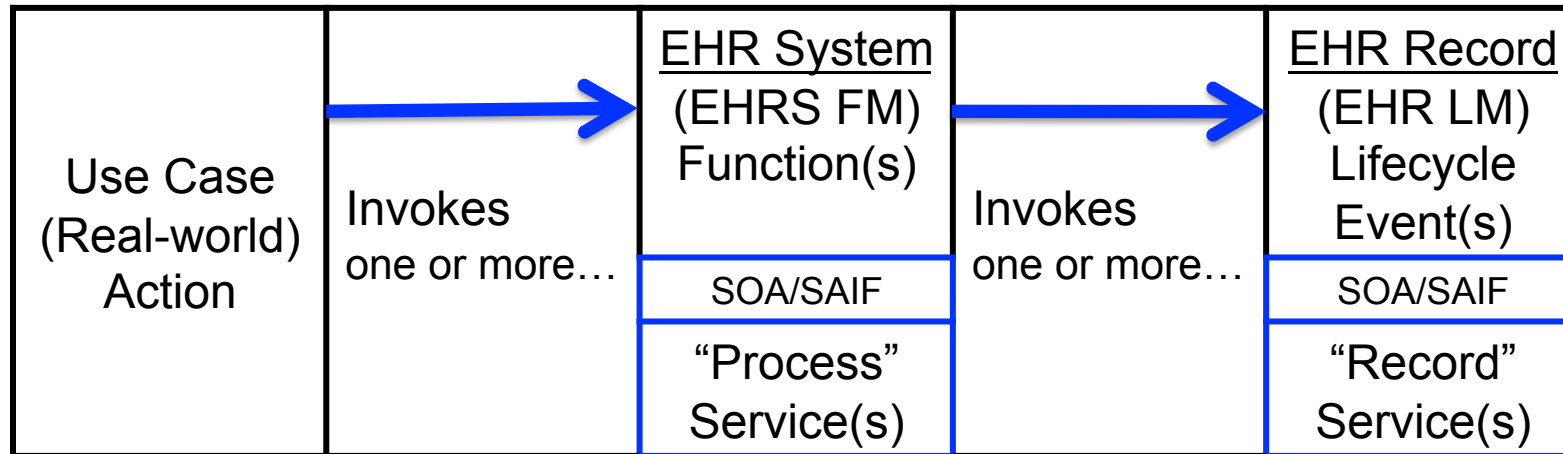 Use Case
(Real-world)
Action
Invokes
one or more…
EHR System
(EHRS FM)
Function(s)
SOA/SAIF
“Process”
Service(s)
Invokes
one or more…
EHR Record
(EHR LM)
Lifecycle
Event(s)
SOA/SAIF
“Record”
Service(s)